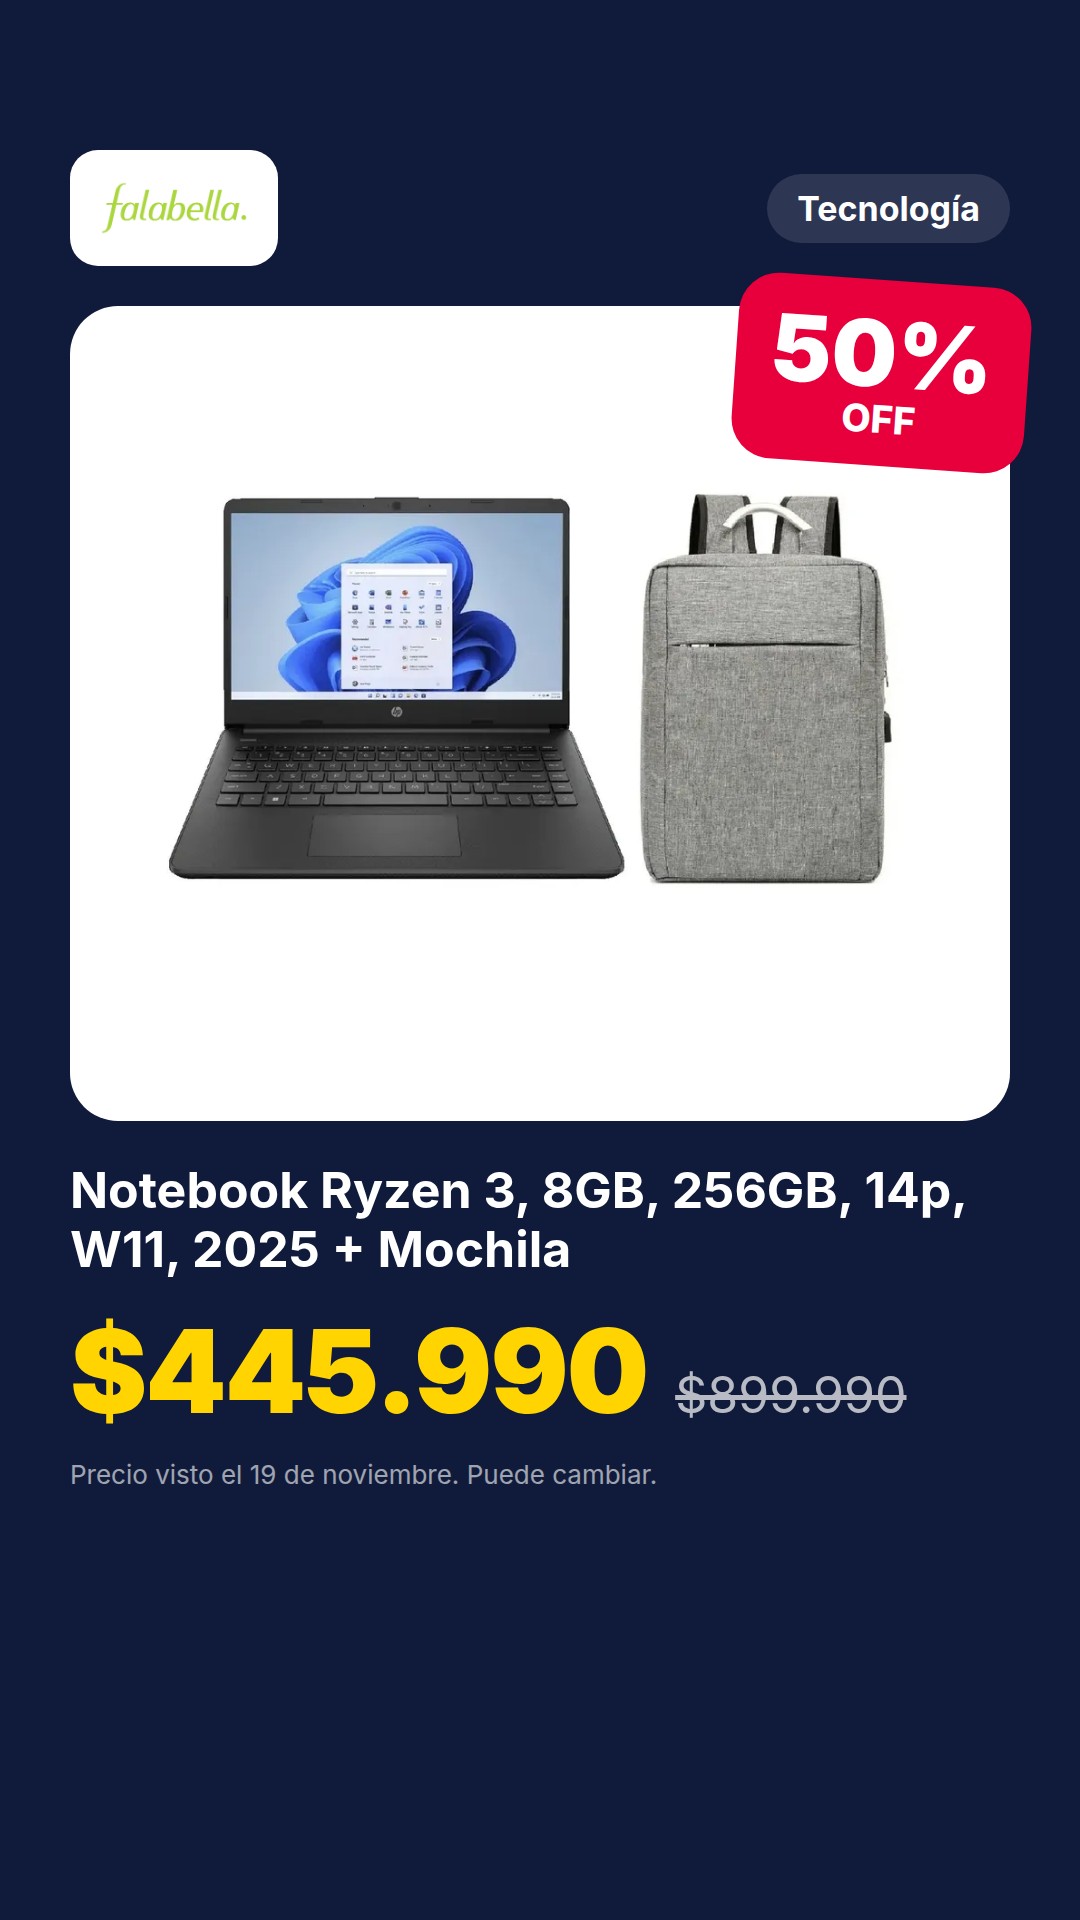 falabella.
Tecnología
50%
OFF
Notebook Ryzen 3, 8GB, 256GB, 14p,
W11, 2025 + Mochila
$445.990 $899.990
Precio visto el 19 de noviembre. Puede cambiar.